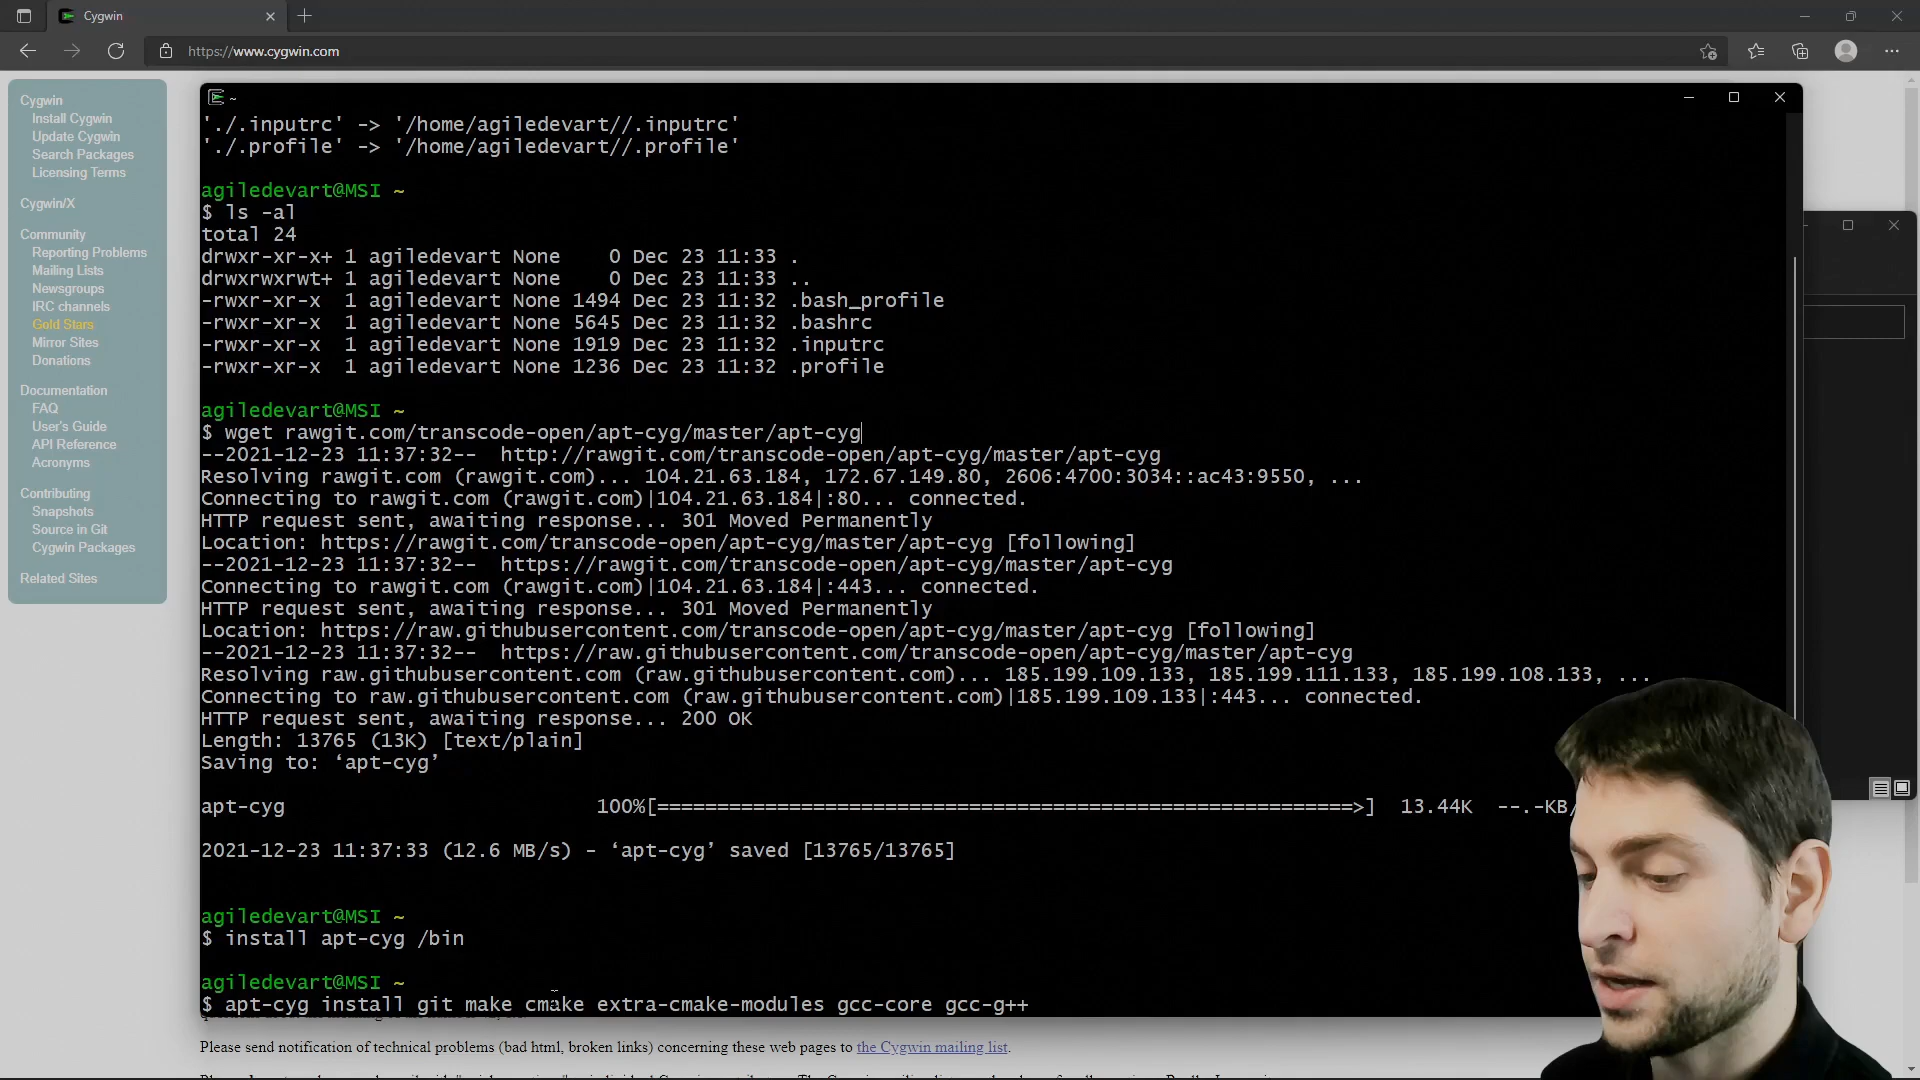 Cygwin
https://www.cygwin.com
Cygwin
Install Cygwin
Update Cygwin
Search Packages
Licensing Terms
Cygwin/X
Community
Reporting Problems
Mailing Lists
Newsgroups
IRC channels
Gold Stars
Mirror Sites
Donations
Documentation
FAQ
User's Guide
API Reference
Acronyms
Contributing
Snapshots
Source in Git
Cygwin Packages
Related Sites
~
'./.inputrc' -> '/home/agiledevart//.inputrc'
'./.profile' -> '/home/agiledevart//.profile'
agiledevart@MSI ~
$ ls -al
total 24
drwxr-xr-x+ 1 agiledevart None    0 Dec 23 11:33 .
drwxrwxrwt+ 1 agiledevart None    0 Dec 23 11:33 ..
-rwxr-xr-x  1 agiledevart None 1494 Dec 23 11:32 .bash_profile
-rwxr-xr-x  1 agiledevart None 5645 Dec 23 11:32 .bashrc
-rwxr-xr-x  1 agiledevart None 1919 Dec 23 11:32 .inputrc
-rwxr-xr-x  1 agiledevart None 1236 Dec 23 11:32 .profile
agiledevart@MSI ~
$ wget rawgit.com/transcode-open/apt-cyg/master/apt-cyg
--2021-12-23 11:37:32--  http://rawgit.com/transcode-open/apt-cyg/master/apt-cyg
Resolving rawgit.com (rawgit.com)... 104.21.63.184, 172.67.149.80, 2606:4700:3034::ac43:9550, ...
Connecting to rawgit.com (rawgit.com)|104.21.63.184|:80... connected.
HTTP request sent, awaiting response... 301 Moved Permanently
Location: https://rawgit.com/transcode-open/apt-cyg/master/apt-cyg [following]
--2021-12-23 11:37:32--  https://rawgit.com/transcode-open/apt-cyg/master/apt-cyg
Connecting to rawgit.com (rawgit.com)|104.21.63.184|:443... connected.
HTTP request sent, awaiting response... 301 Moved Permanently
Location: https://raw.githubusercontent.com/transcode-open/apt-cyg/master/apt-cyg [following]
--2021-12-23 11:37:32--  https://raw.githubusercontent.com/transcode-open/apt-cyg/master/apt-cyg
Resolving raw.githubusercontent.com (raw.githubusercontent.com)... 185.199.109.133, 185.199.111.133, 185.199.108.133, ...
Connecting to raw.githubusercontent.com (raw.githubusercontent.com)|185.199.109.133|:443... connected.
HTTP request sent, awaiting response... 200 OK
Length: 13765 (13K) [text/plain]
Saving to: ‘apt-cyg’
apt-cyg 100%[==========================================================>] 13.44K --.-KB/
2021-12-23 11:37:33 (12.6 MB/s) - ‘apt-cyg’ saved [13765/13765]
agiledevart@MSI ~
$ install apt-cyg /bin
agiledevart@MSI ~
$ apt-cyg install git make cmake extra-cmake-modules gcc-core gcc-g++
Please send notification of technical problems (bad html, broken links) concerning these web pages to the Cygwin mailing list.